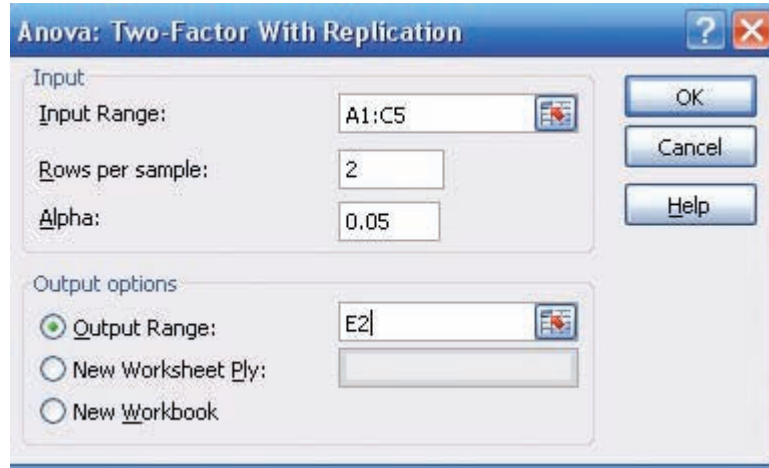 Anova: Two-Factor With Replication
Input
Input Range: A1:C5
Rows per sample: 2
Alpha: 0.05
OK
Cancel
Help
Output options
Output Range: E2
New Worksheet Ply:
New Workbook